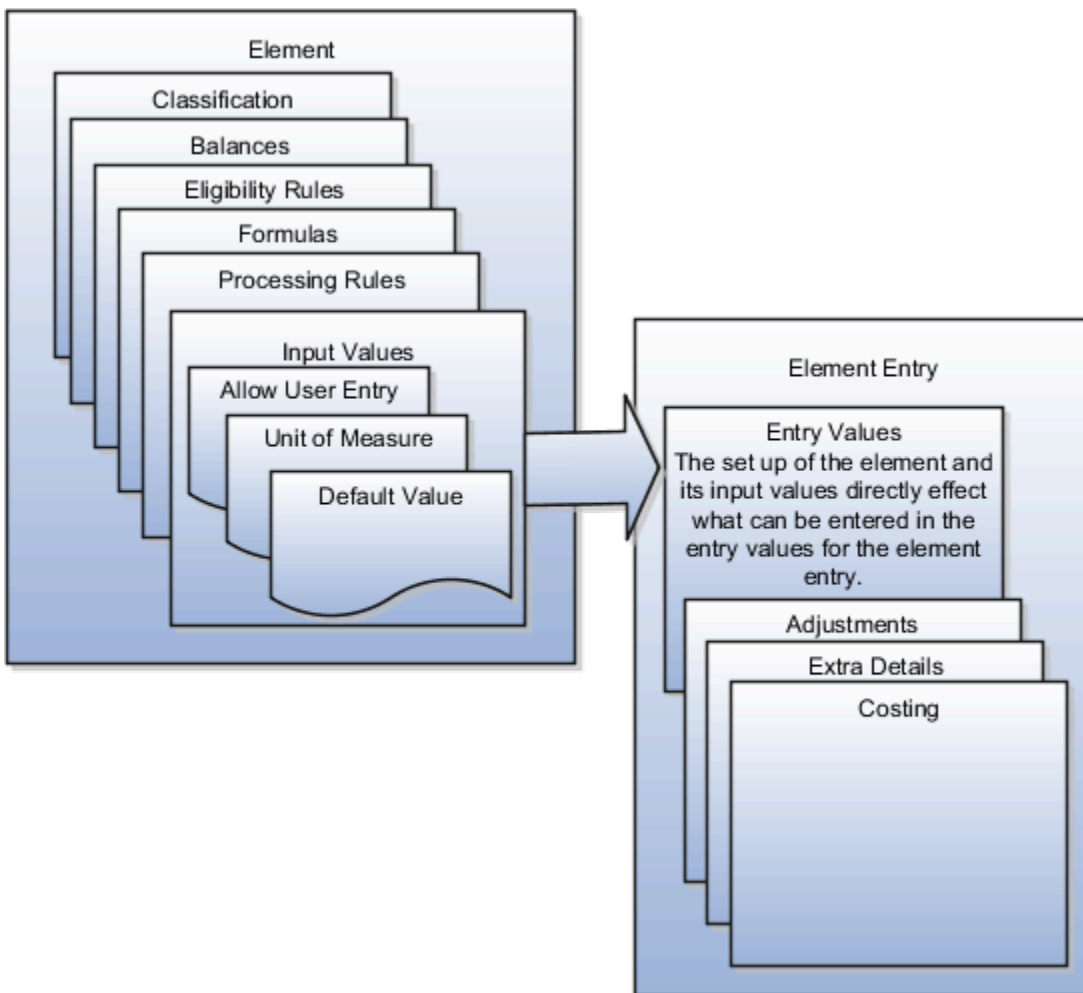 Element
Classification
Balances
Eligibility Rules
Formulas
Processing Rules
Input Values
Allow User Entry
Unit of Measure
Default Value
Element Entry
Entry Values
The set up of the element and
its input values directly effect
what can be entered in the
entry values for the element
entry.
Adjustments
Extra Details
Costing